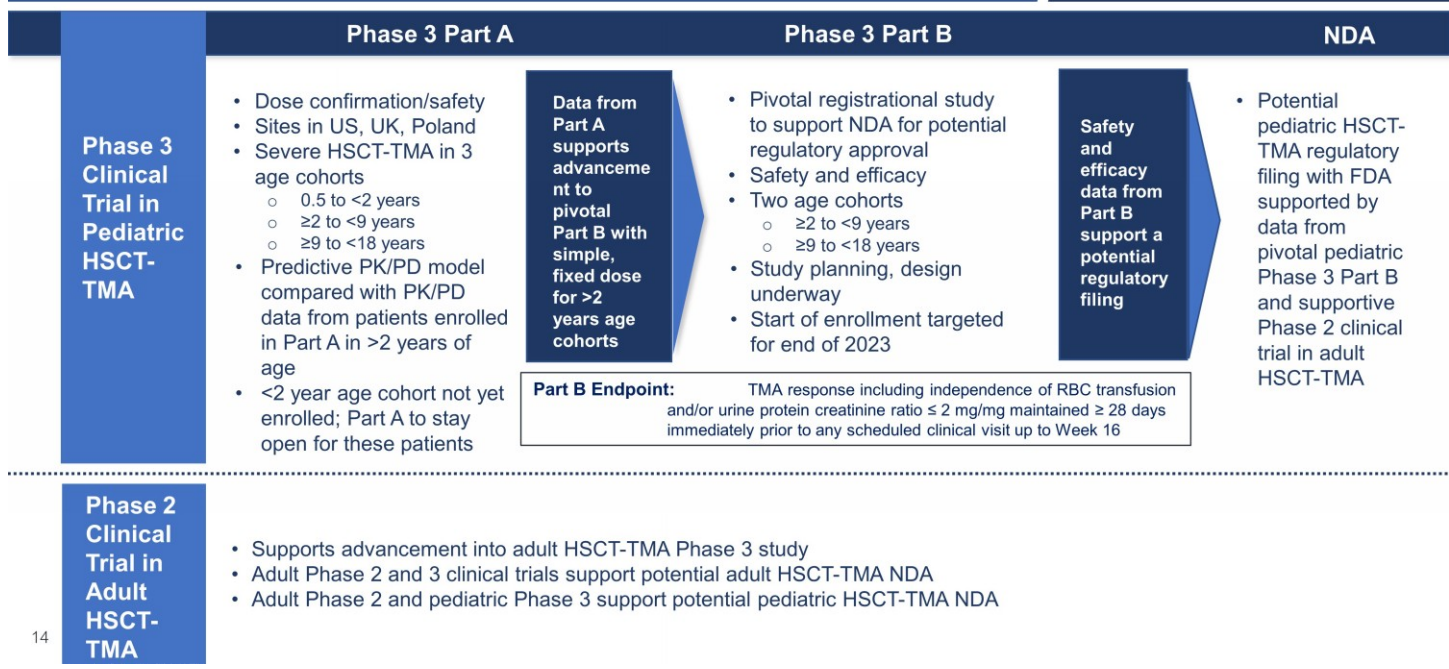 Phase 3 Part A
Phase 3 Part B
NDA
Phase 3
Clinical
Trial in
Pediatric
HSCT-
TMA
• Dose confirmation/safety
• Sites in US, UK, Poland
• Severe HSCT-TMA in 3
age cohorts
o 0.5 to <2 years
o ≥2 to <9 years
o ≥9 to <18 years
• Predictive PK/PD model
compared with PK/PD
data from patients enrolled
in Part A in >2 years of
age
• <2 year age cohort not yet
enrolled; Part A to stay
open for these patients
Data from
Part A
supports
advanceme
nt to
pivotal
Part B with
simple,
fixed dose
for >2
years age
cohorts
• Pivotal registrational study
to support NDA for potential
regulatory approval
• Safety and efficacy
• Two age cohorts
o ≥2 to <9 years
o ≥9 to <18 years
• Study planning, design
underway
• Start of enrollment targeted
for end of 2023
Safety
and
efficacy
data from
Part B
support a
potential
regulatory
filing
• Potential
pediatric HSCT-
TMA regulatory
filing with FDA
supported by
data from
pivotal pediatric
Phase 3 Part B
and supportive
Phase 2 clinical
trial in adult
HSCT-TMA
Part B Endpoint: TMA response including independence of RBC transfusion
and/or urine protein creatinine ratio ≤ 2 mg/mg maintained ≥ 28 days
immediately prior to any scheduled clinical visit up to Week 16
Phase 2
Clinical
Trial in
Adult
HSCT-
TMA
• Supports advancement into adult HSCT-TMA Phase 3 study
• Adult Phase 2 and 3 clinical trials support potential adult HSCT-TMA NDA
• Adult Phase 2 and pediatric Phase 3 support potential pediatric HSCT-TMA NDA
14